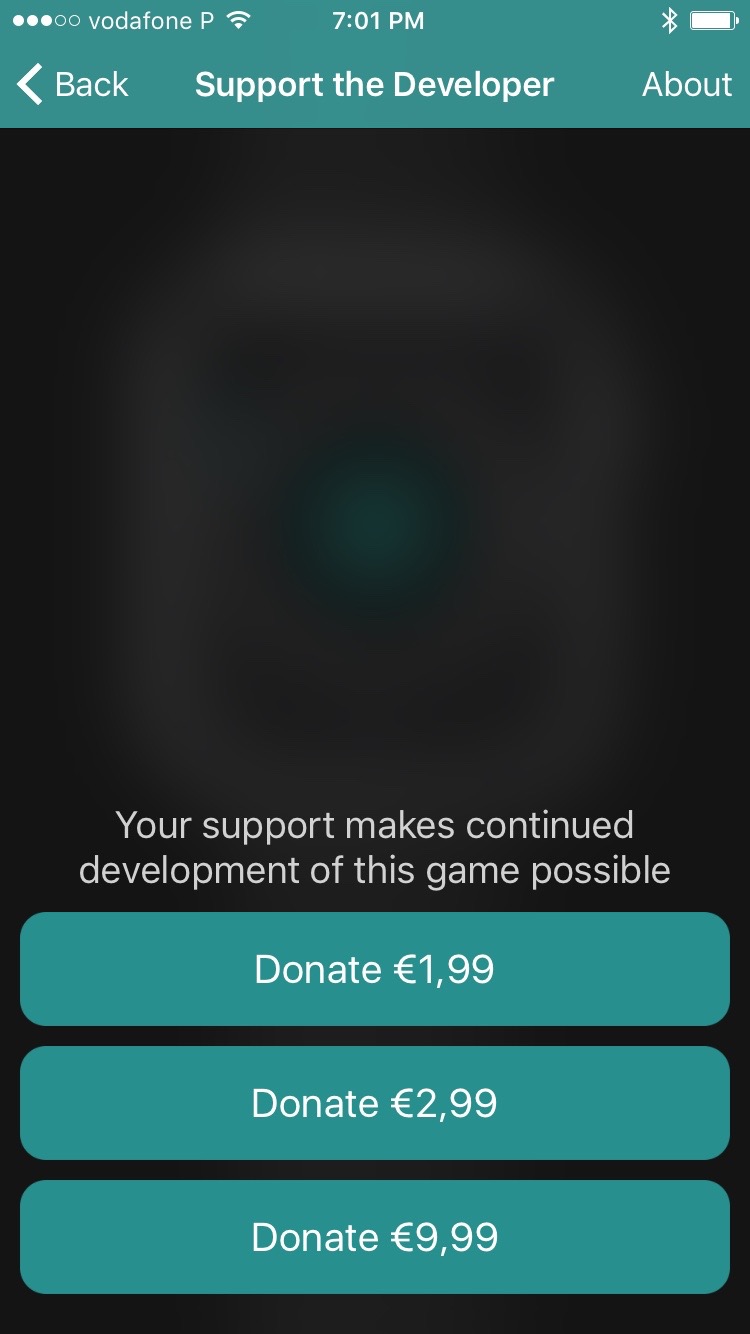 vodafone P 7:01 PM
Back Support the Developer About
Your support makes continued
development of this game possible
Donate €1,99
Donate €2,99
Donate €9,99